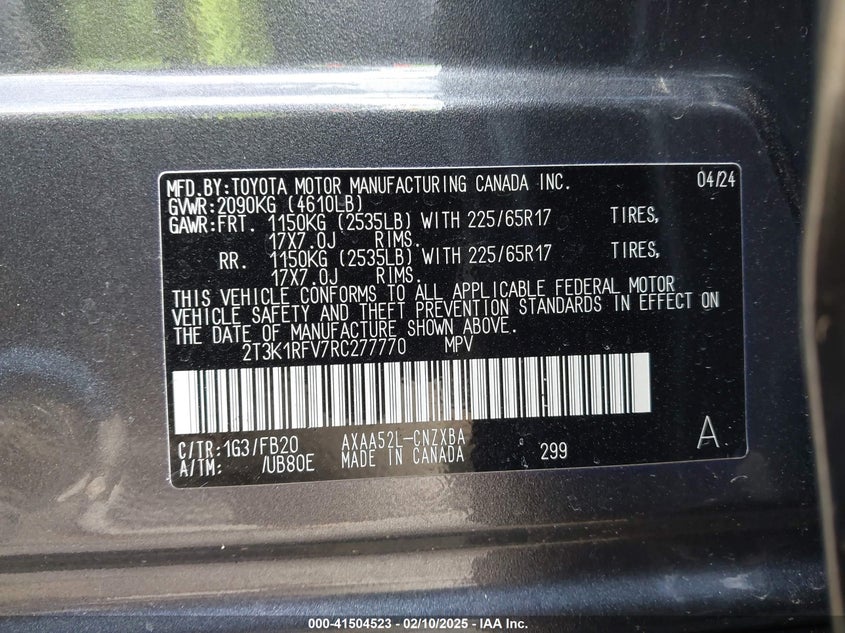 MFD.BY:TOYOTA MOTOR MANUFACTURING CANADA INC. 04/24
GVWR:2090KG (4610LB)
GAWR:FRT. 1150KG (2535LB) WITH 225/65R17 TIRES,
17X7.0J RIMS.
RR. 1150KG (2535LB) WITH 225/65R17 TIRES,
17X7.0J RIMS.
THIS VEHICLE CONFORMS TO ALL APPLICABLE FEDERAL MOTOR
VEHICLE SAFETY AND THEFT PREVENTION STANDARDS IN EFFECT ON
THE DATE OF MANUFACTURE SHOWN ABOVE.
2T3K1RFV7RC277770 MPV
C/TR:1G3/FB20 AXAA52L-CNZXBA A
A/TM: /UB80E MADE IN CANADA 299
000-41504523 - 02/10/2025 - IAA Inc.